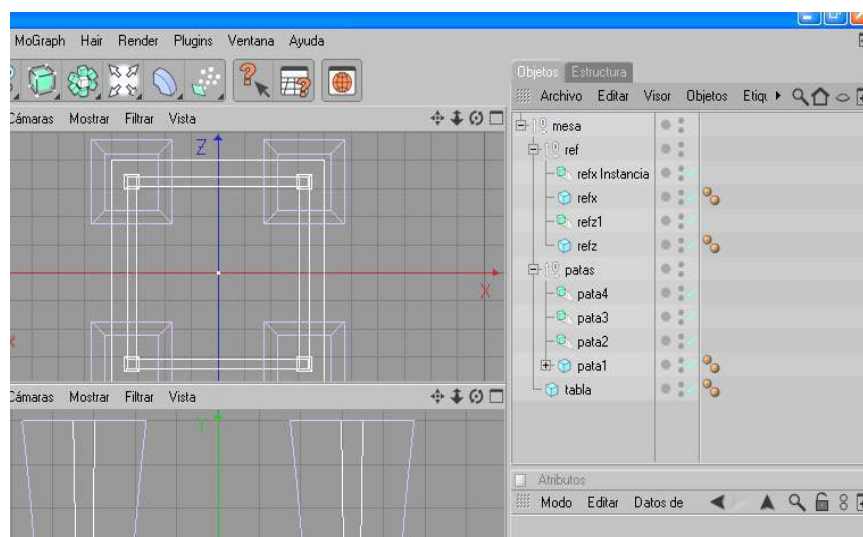 MoGraph Hair Render Plugins Ventana Ayuda
Objetos Estructura
Archivo Editar Visor Objetos Etiq
Cámaras Mostrar Filtrar Vista
Z
X
mesa
ref
refx Instancia
refx
refz1
refz
patas
pata4
pata3
pata2
pata1
tabla
Cámaras Mostrar Filtrar Vista
Y
Atributos
Modo Editar Datos de